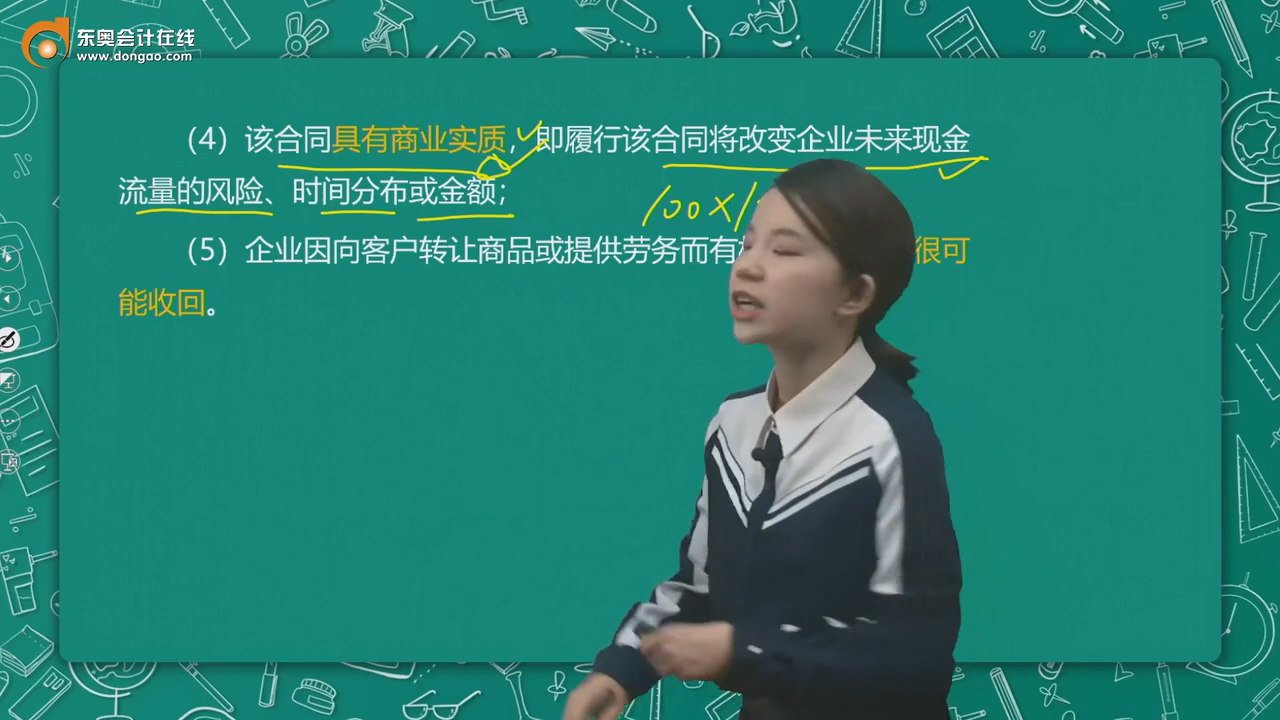 东奥会计在线
www.dongao.com
（4）该合同具有商业实质，即履行该合同将改变企业未来现金
流量的风险、时间分布或金额；
100×1
（5）企业因向客户转让商品或提供劳务而有 很可
能收回。